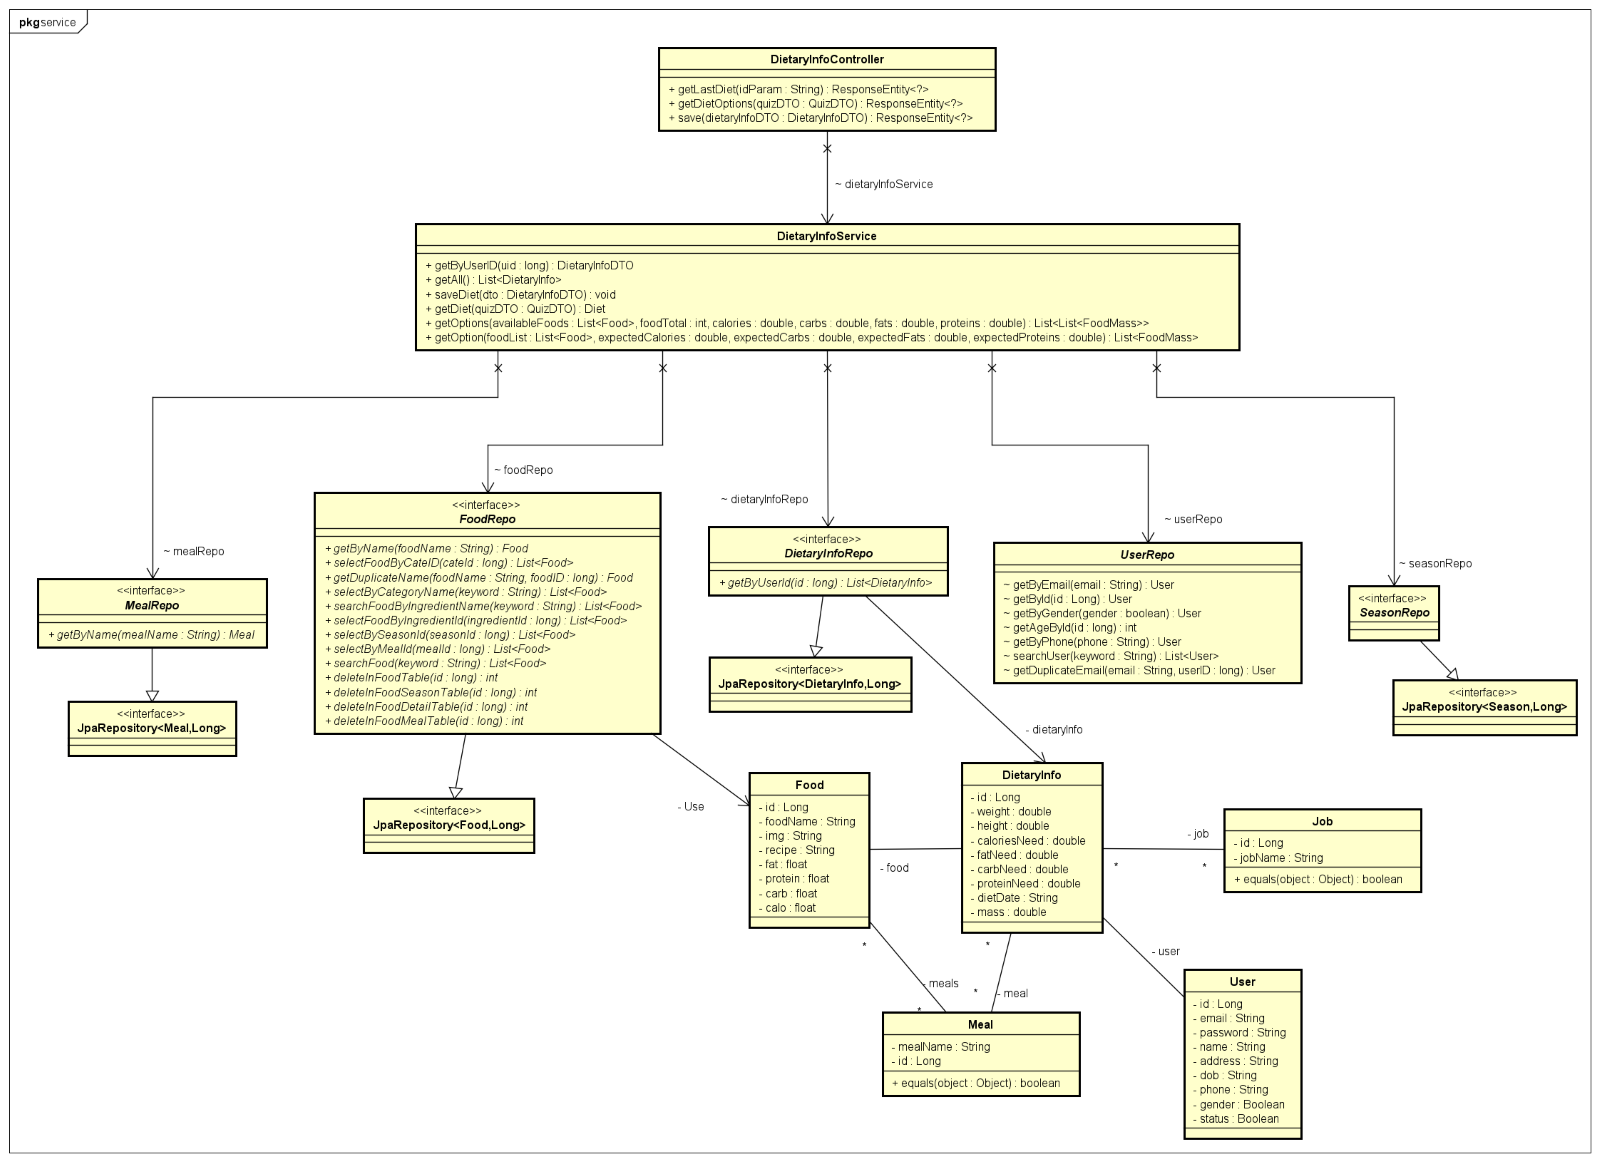 pkg service
DietaryInfoController
+ getLastDiet(idParam : String) : ResponseEntity<?>
+ getDietOptions(quizDTO : QuizDTO) : ResponseEntity<?>
+ save(dietaryInfoDTO : DietaryInfoDTO) : ResponseEntity<?>
~ dietaryInfoService
DietaryInfoService
+ getByUserID(uid : long) : DietaryInfoDTO
+ getAll() : List<DietaryInfo>
+ saveDiet(dto : DietaryInfoDTO) : void
+ getDiet(quizDTO : QuizDTO) : Diet
+ getOptions(availableFoods : List<Food>, foodTotal : int, calories : double, carbs : double, fats : double, proteins : double) : List<List<FoodMass>>
+ getOption(foodList : List<Food>, expectedCalories : double, expectedCarbs : double, expectedFats : double, expectedProteins : double) : List<FoodMass>
~ mealRepo
<<interface>>
MealRepo
+ getByName(mealName : String) : Meal
<<interface>>
JpaRepository<Meal,Long>
~ foodRepo
<<interface>>
FoodRepo
+ getByName(foodName : String) : Food
+ selectFoodByCateID(cateId : long) : List<Food>
+ getDuplicateName(foodName : String, foodID : long) : Food
+ selectByCategoryName(keyword : String) : List<Food>
+ searchFoodByIngredientName(keyword : String) : List<Food>
+ selectFoodByIngredientId(ingredientId : long) : List<Food>
+ selectBySeasonId(seasonId : long) : List<Food>
+ selectByMealId(mealId : long) : List<Food>
+ searchFood(keyword : String) : List<Food>
+ deleteInFoodTable(id : long) : int
+ deleteInFoodSeasonTable(id : long) : int
+ deleteInFoodDetailTable(id : long) : int
+ deleteInFoodMealTable(id : long) : int
<<interface>>
JpaRepository<Food,Long>
~ dietaryInfoRepo
<<interface>>
DietaryInfoRepo
+ getByUserId(id : long) : List<DietaryInfo>
<<interface>>
JpaRepository<DietaryInfo,Long>
~ userRepo
UserRepo
~ getByEmail(email : String) : User
~ getById(id : Long) : User
~ getByGender(gender : boolean) : User
~ getAgeById(id : long) : int
~ getByPhone(phone : String) : User
~ searchUser(keyword : String) : List<User>
~ getDuplicateEmail(email : String, userID : long) : User
~ seasonRepo
<<interface>>
SeasonRepo
<<interface>>
JpaRepository<Season,Long>
- Use
- dietaryInfo
Food
- id : Long
- foodName : String
- img : String
- recipe : String
- fat : float
- protein : float
- carb : float
- calo : float
- food
DietaryInfo
- id : Long
- weight : double
- height : double
- caloriesNeed : double
- fatNeed : double
- carbNeed : double
- proteinNeed : double
- dietDate : String
- mass : double
- job
*
*
Job
- id : Long
- jobName : String
+ equals(object : Object) : boolean
*
*
- meals
*
*
- meal
- user
Meal
- mealName : String
- id : Long
+ equals(object : Object) : boolean
User
- id : Long
- email : String
- password : String
- name : String
- address : String
- dob : String
- phone : String
- gender : Boolean
- status : Boolean